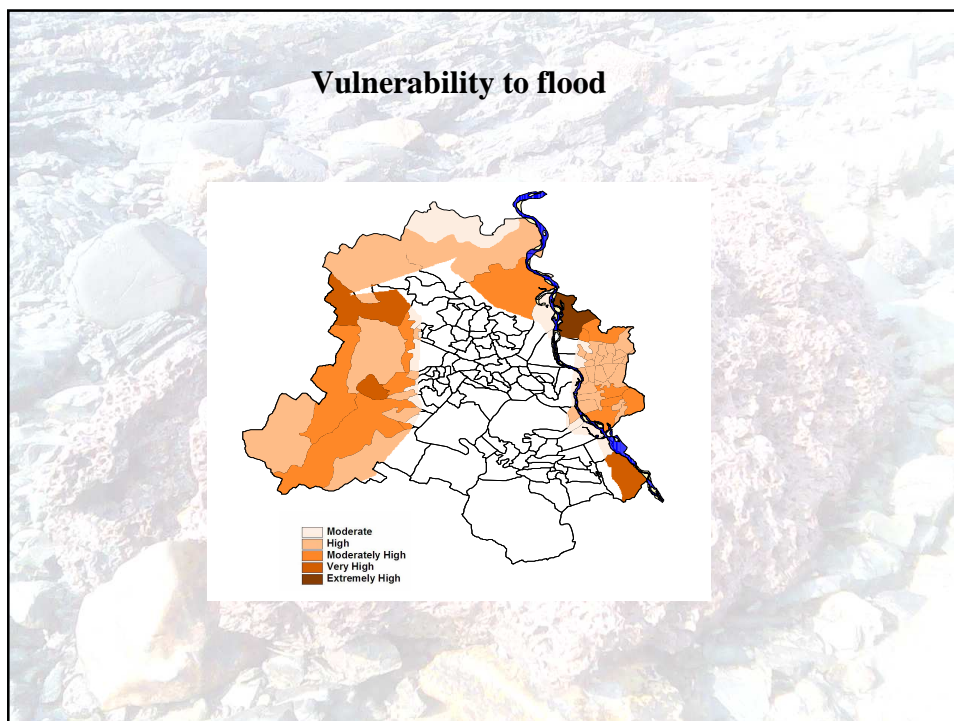 Vulnerability to flood
Moderate
High
Moderately High
Very High
Extremely High